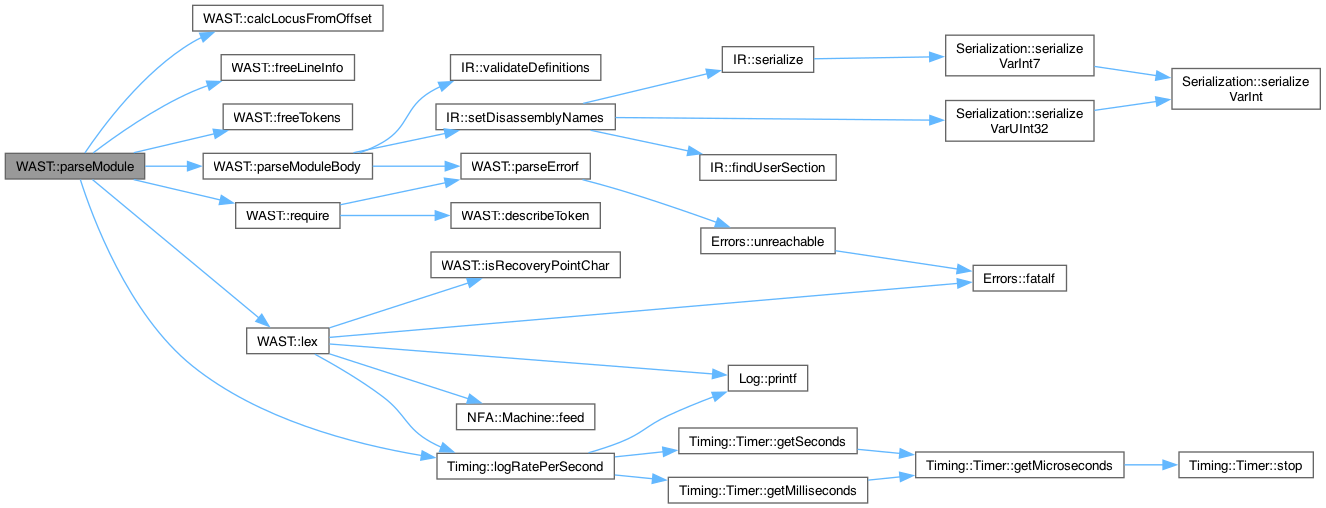 WAST::calcLocusFromOffset
WAST::freeLineInfo
WAST::freeTokens
WAST::parseModule
WAST::parseModuleBody
WAST::require
WAST::lex
IR::validateDefinitions
IR::setDisassemblyNames
WAST::parseErrorf
WAST::describeToken
WAST::isRecoveryPointChar
NFA::Machine::feed
Timing::logRatePerSecond
IR::serialize
IR::findUserSection
Errors::unreachable
Log::printf
Timing::Timer::getSeconds
Timing::Timer::getMilliseconds
Serialization::serialize
VarInt7
Serialization::serialize
VarUInt32
Errors::fatalf
Timing::Timer::getMicroseconds
Serialization::serialize
VarInt
Timing::Timer::stop